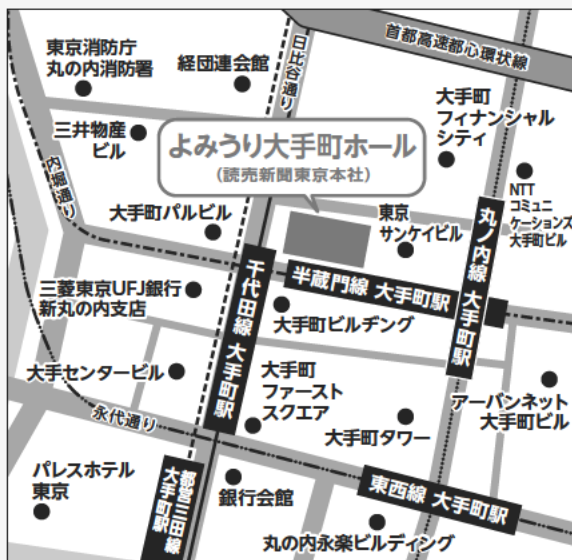 東京消防庁
丸の内消防署
経団連会館
日比谷通り
首都高速都心環状線
三井物産
ビル
大手町
フィナンシャル
シティ
よみうり大手町ホール
(読売新聞東京本社)
内堀通り
NTT
コミュニ
ケーションズ
大手町ビル
大手町パルビル
東京
サンケイビル
丸ノ内線 大手町駅
半蔵門線 大手町駅
千代田線 大手町駅
三菱東京UFJ銀行
新丸の内支店
大手町ビルヂング
大手センタービル
大手町
ファースト
スクエア
アーバンネット
大手町ビル
永代通り
大手町タワー
パレスホテル
東京
都営三田線
大手町駅
銀行会館
東西線 大手町駅
丸の内永楽ビルディング